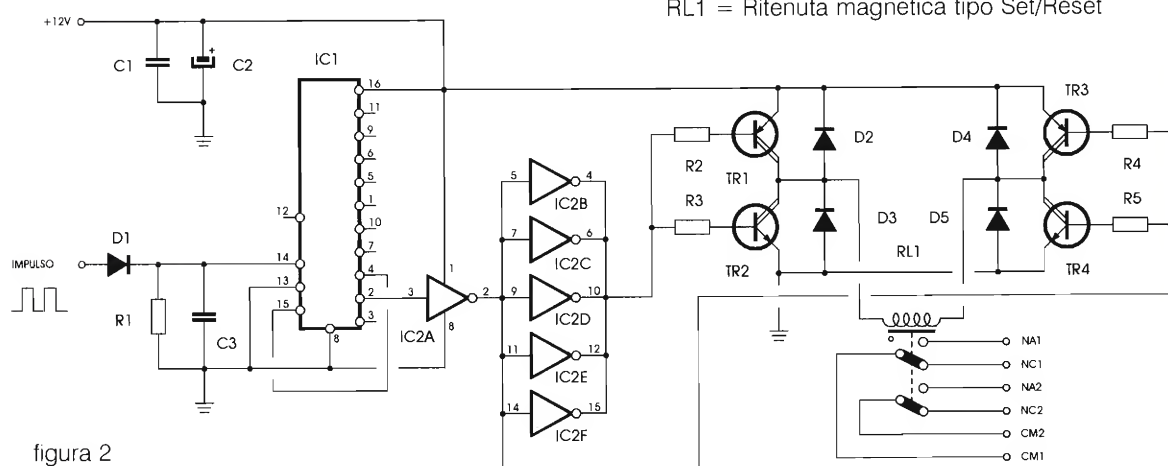 RL1 = Ritenuta magnetica tipo Set/Reset
+12V
C1
+
C2
IC1
16
11
9
6
5
1
10
7
4
2
3
12
14
13
15
8
D1
IMPULSO
R1
C3
3
1
2
8
IC2A
5
4
IC2B
7
6
IC2C
9
10
IC2D
11
12
IC2E
14
15
IC2F
R2
R3
TR1
TR2
D2
D3
D4
D5
RL1
TR3
TR4
R4
R5
NA1
NC1
NA2
NC2
CM2
CM1
figura 2